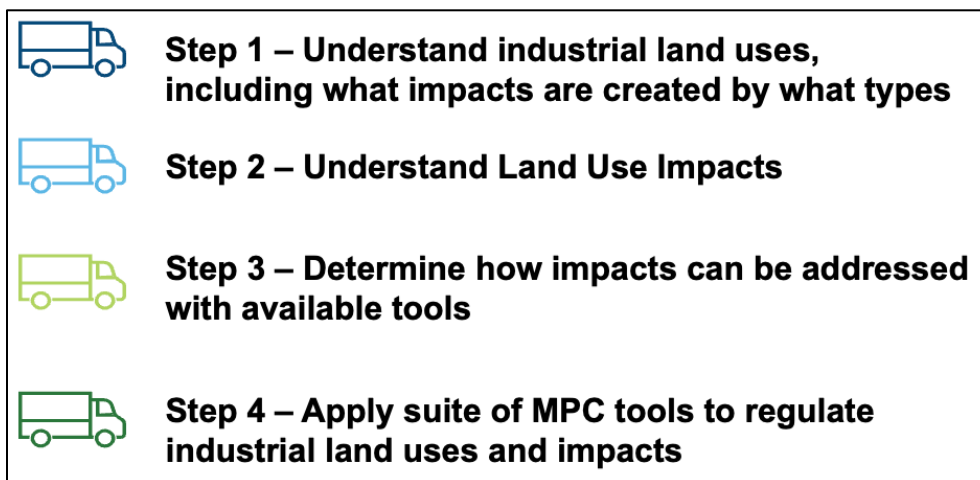 Step 1 – Understand industrial land uses,
including what impacts are created by what types
Step 2 – Understand Land Use Impacts
Step 3 – Determine how impacts can be addressed
with available tools
Step 4 – Apply suite of MPC tools to regulate
industrial land uses and impacts